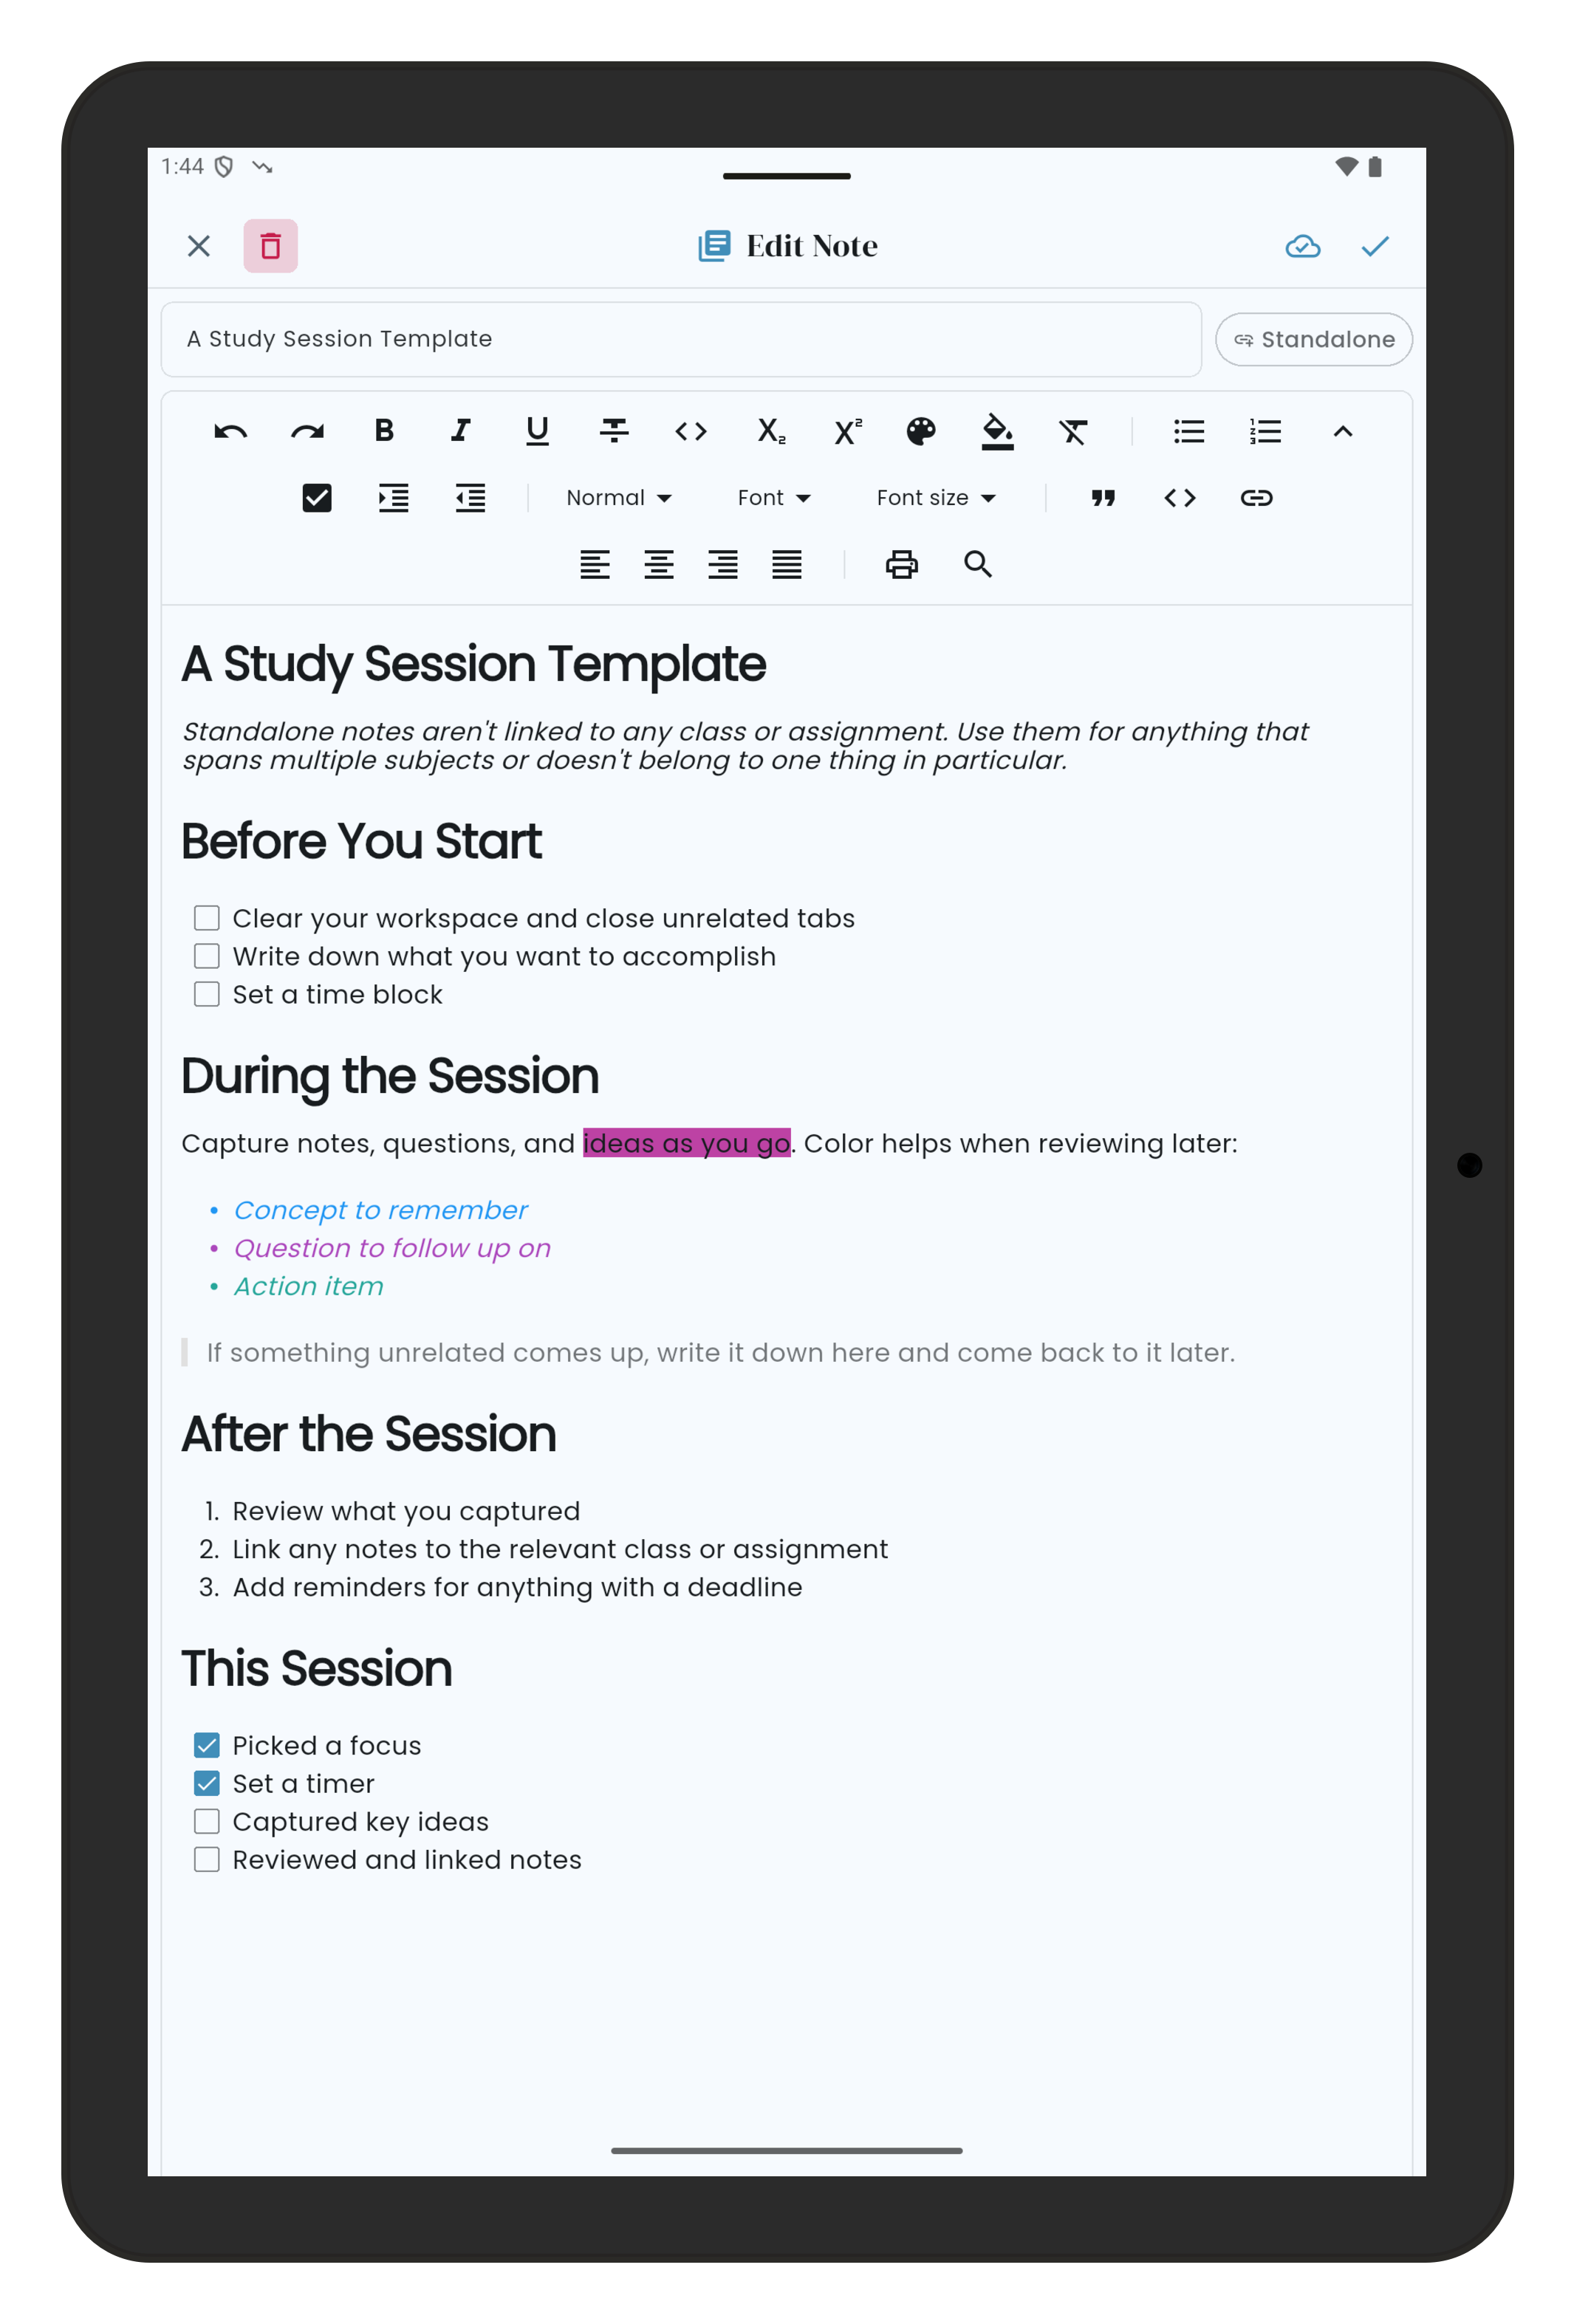 1:44
Edit Note
A Study Session Template
Standalone
B I U X₂ X²
Normal Font Font size
A Study Session Template
Standalone notes aren't linked to any class or assignment. Use them for anything that
spans multiple subjects or doesn't belong to one thing in particular.
Before You Start
Clear your workspace and close unrelated tabs
Write down what you want to accomplish
Set a time block
During the Session
Capture notes, questions, and ideas as you go. Color helps when reviewing later:
• Concept to remember
• Question to follow up on
• Action item
If something unrelated comes up, write it down here and come back to it later.
After the Session
1. Review what you captured
2. Link any notes to the relevant class or assignment
3. Add reminders for anything with a deadline
This Session
Picked a focus
Set a timer
Captured key ideas
Reviewed and linked notes